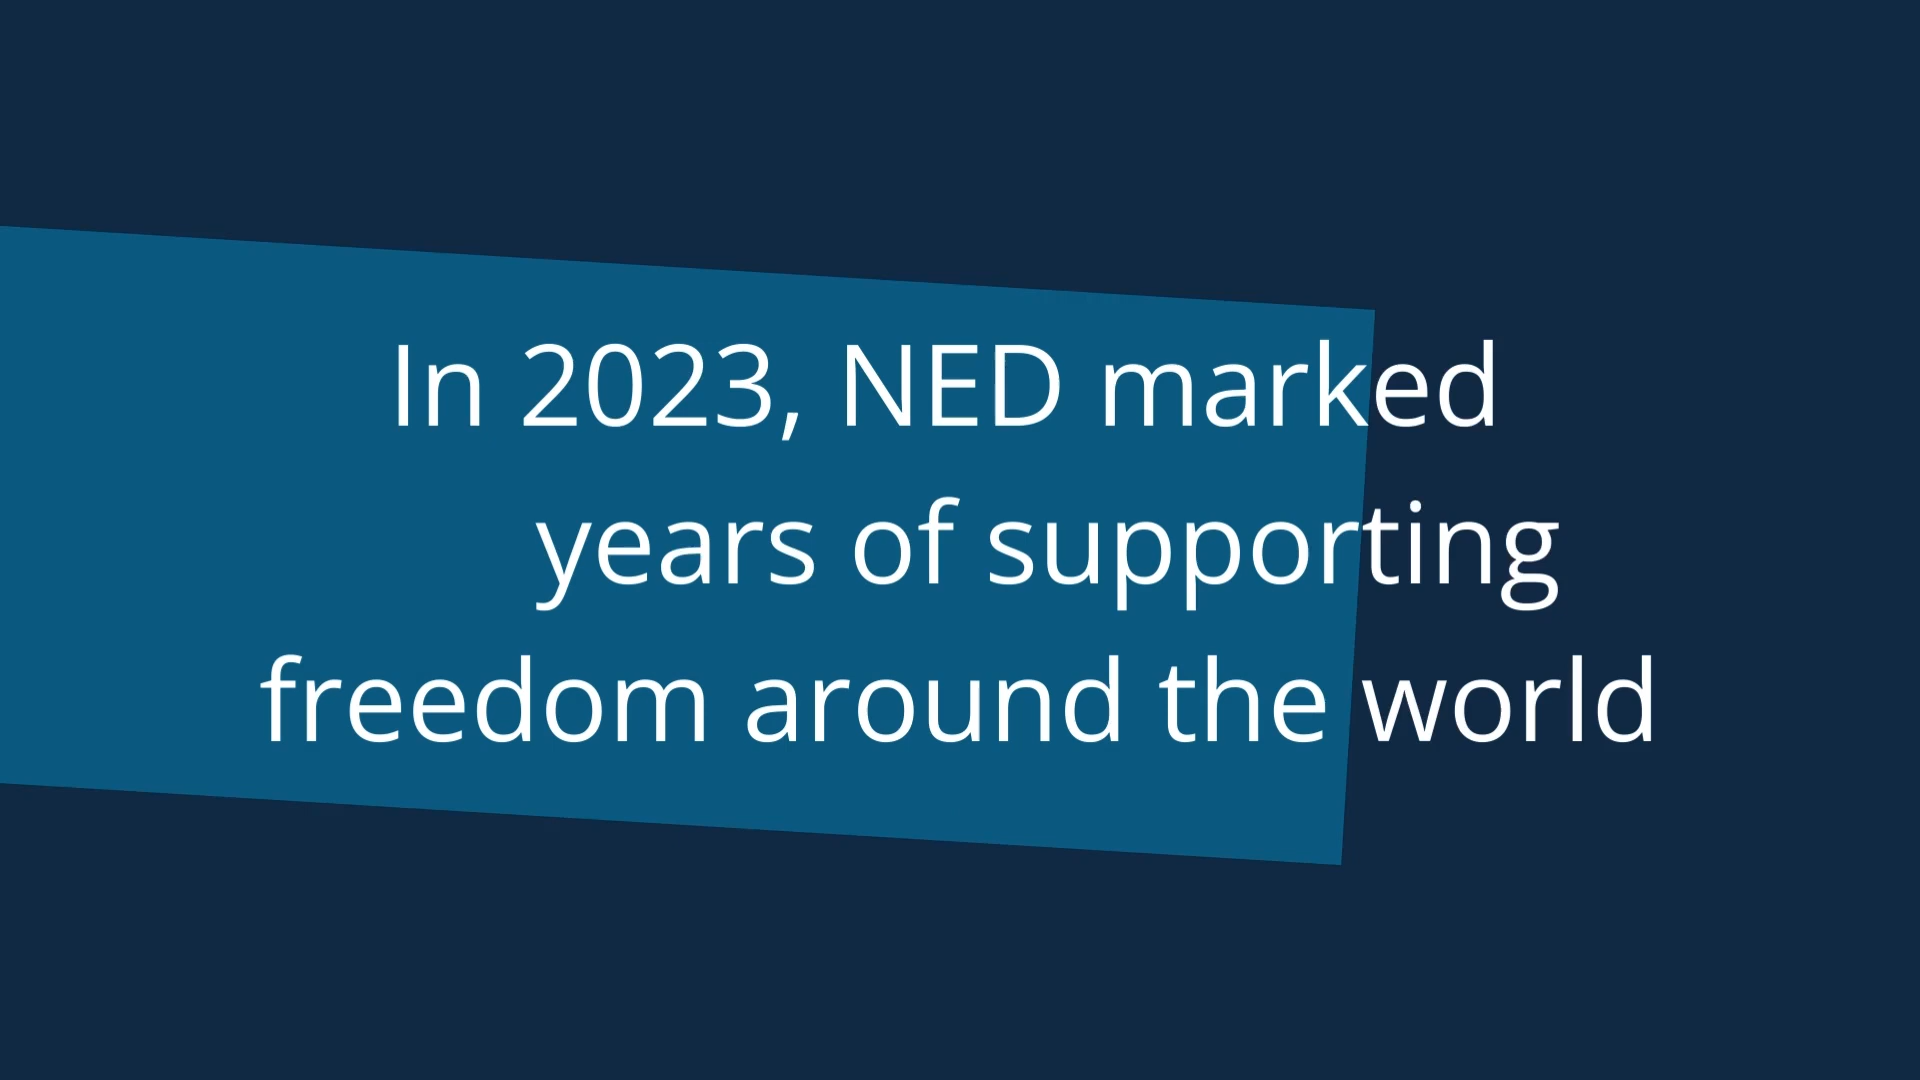 In 2023, NED marked
years of supporting
freedom around the world